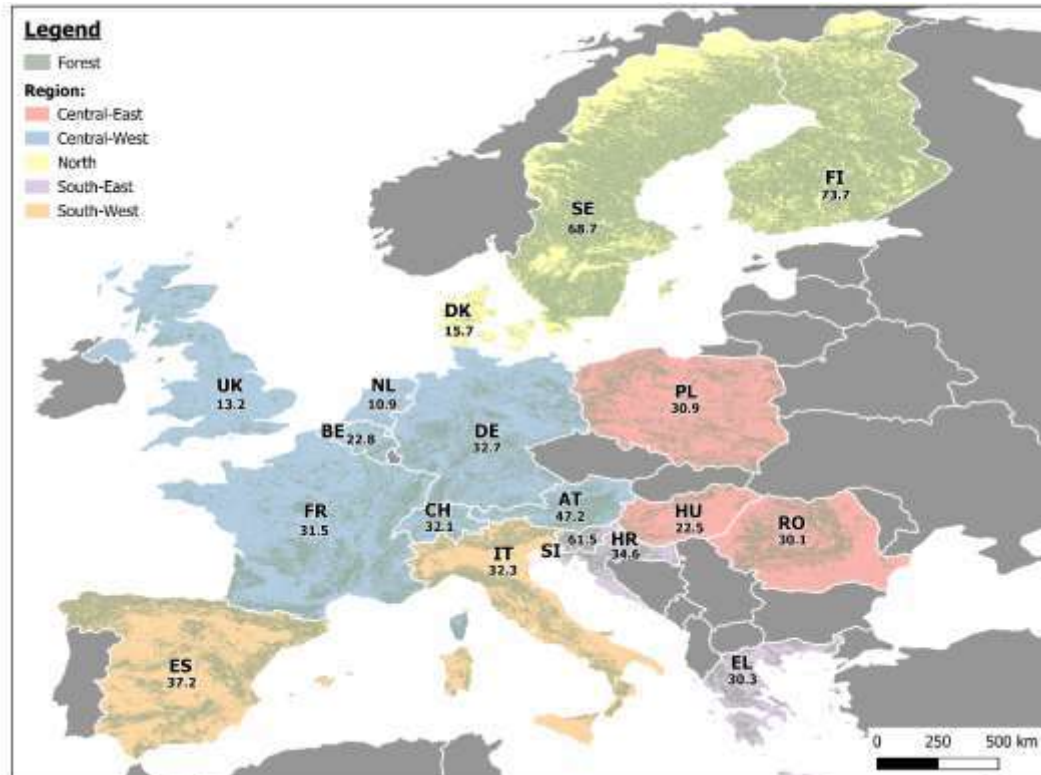 Legend
Forest
Region:
Central-East
Central-West
North
South-East
South-West
FI
73.7
SE
68.7
DK
15.7
UK
13.2
NL
10.9
PL
30.9
BE 22.8
DE
32.7
FR
31.5
CH
32.1
AT
47.2
HU
22.5
RO
30.1
SI 61.5
HR
34.6
IT
32.3
ES
37.2
EL
30.3
0 250 500 km